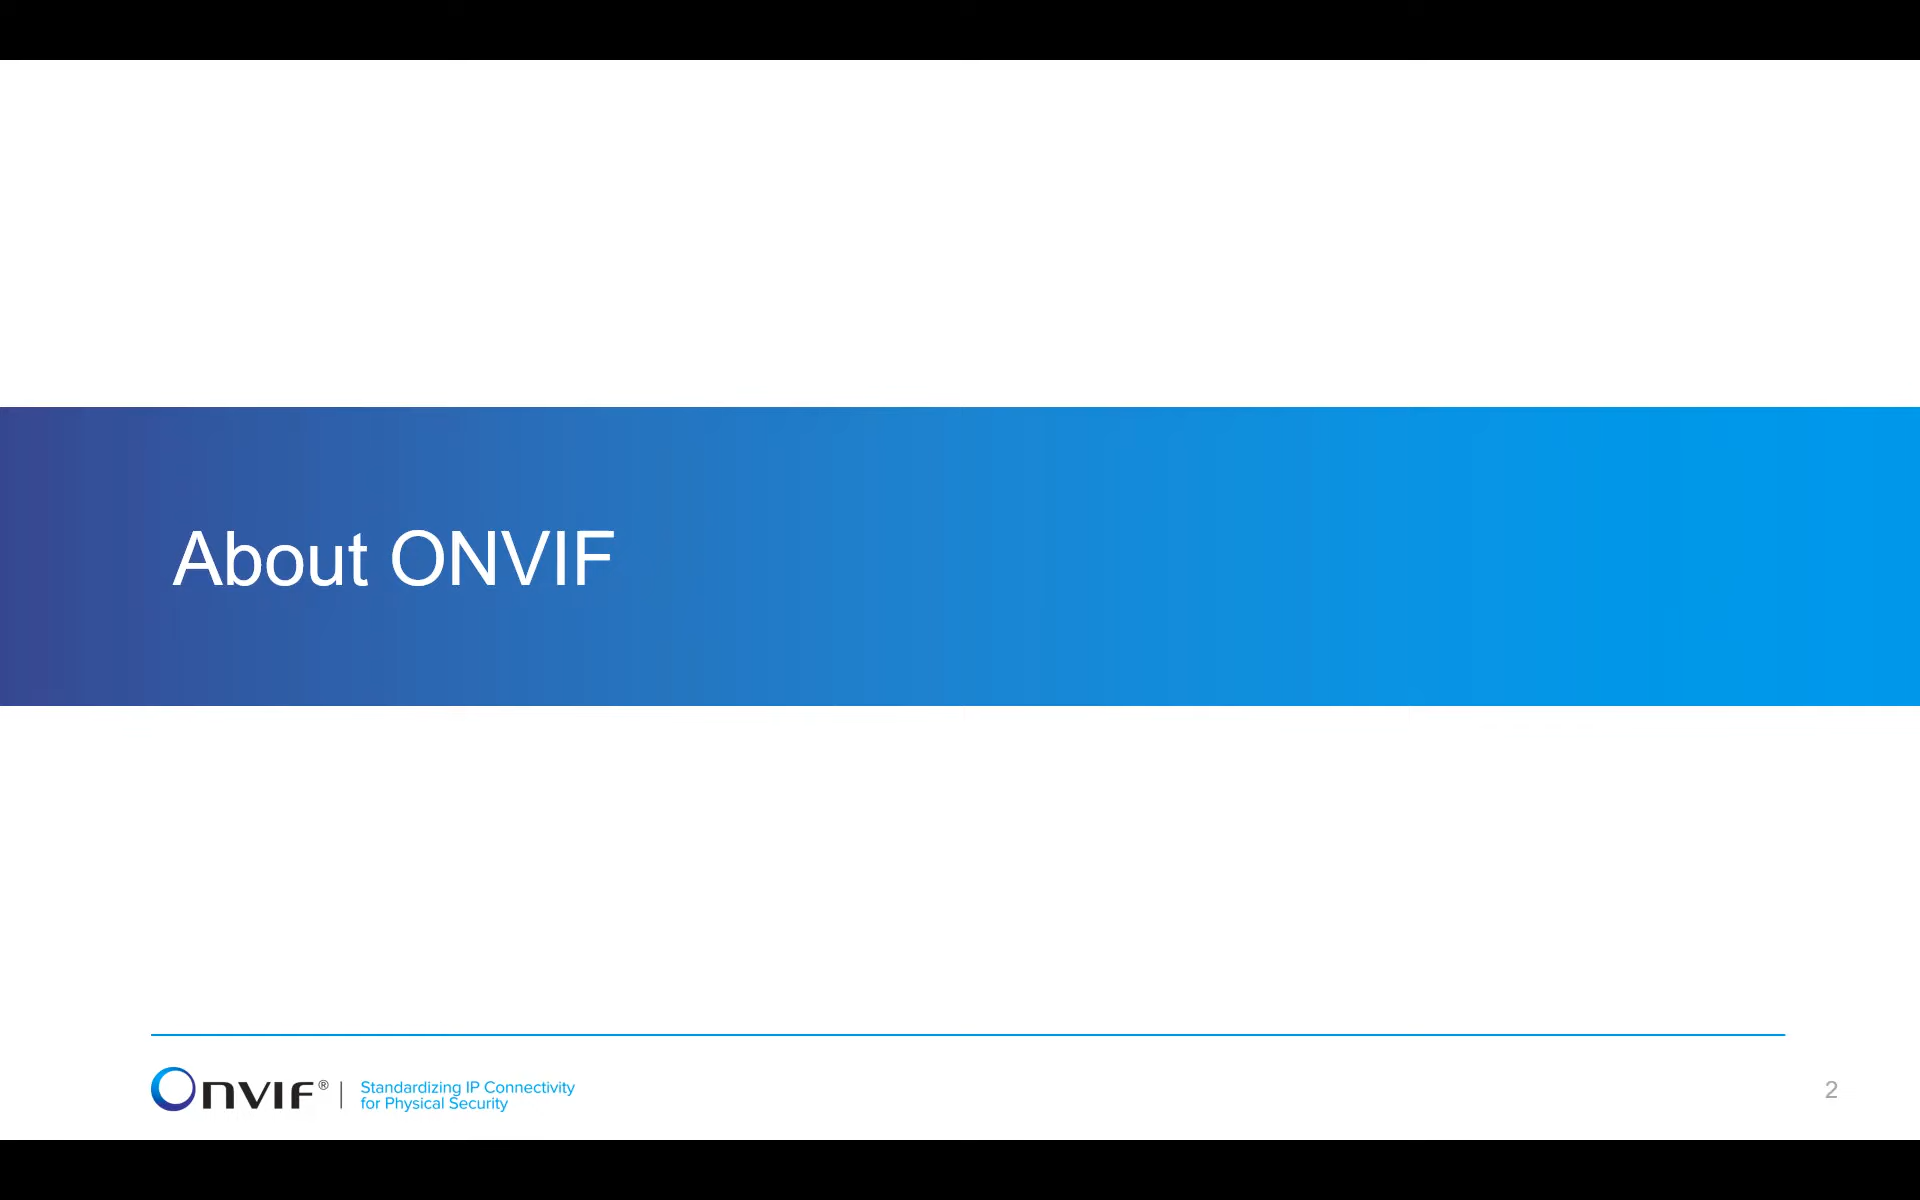 About ONVIF
ONVIF® | Standardizing IP Connectivity
for Physical Security
2